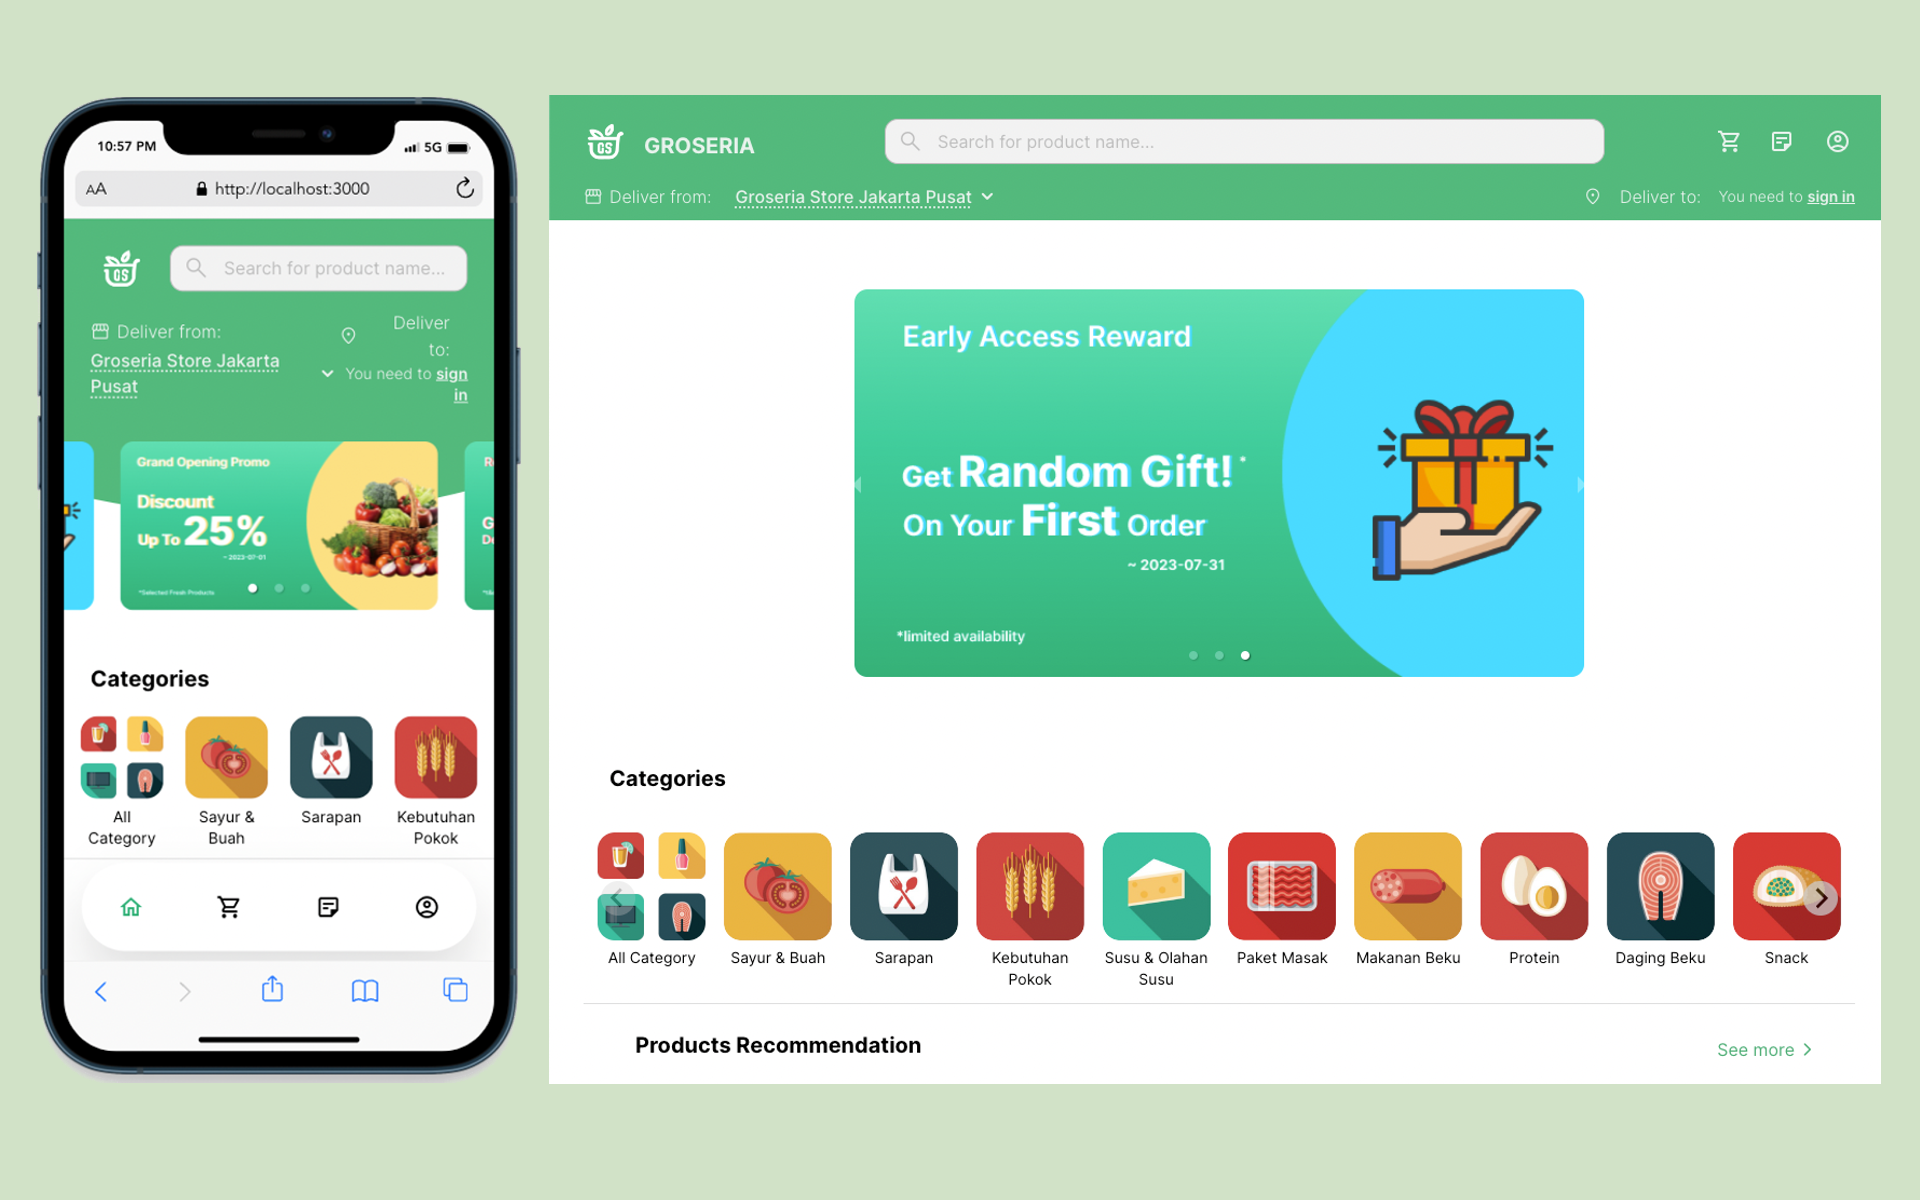 10:57 PM
5G
AA
http://localhost:3000
GS
Search for product name...
Deliver from:
Groseria Store Jakarta
Pusat
Deliver
to:
You need to sign
in
Grand Opening Promo
Discount
Up To 25%
~ 2023-07-01
*Selected Fresh Products
Categories
All
Category
Sayur &
Buah
Sarapan
Kebutuhan
Pokok
GS
GROSERIA
Search for product name...
Deliver from:
Groseria Store Jakarta Pusat
Deliver to:
You need to sign in
Early Access Reward
Get Random Gift! *
On Your First Order
~ 2023-07-31
*limited availability
Categories
All Category
Sayur & Buah
Sarapan
Kebutuhan
Pokok
Susu & Olahan
Susu
Paket Masak
Makanan Beku
Protein
Daging Beku
Snack
Products Recommendation
See more